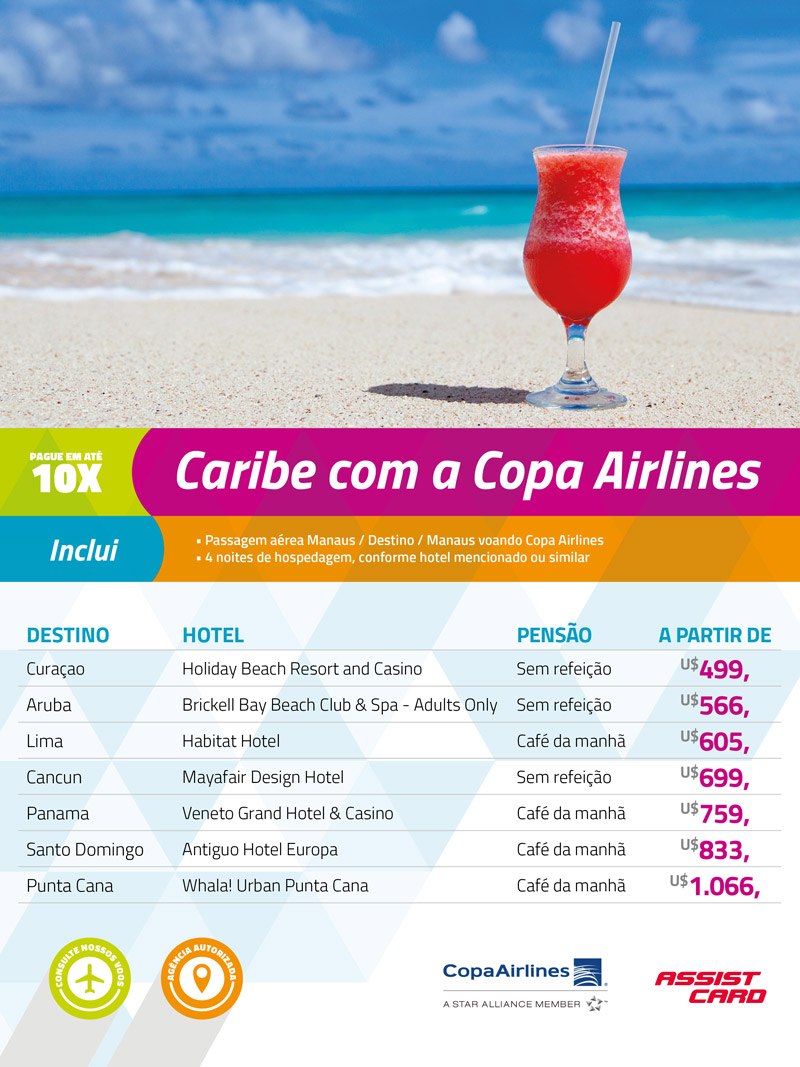 PAGUE EM ATÉ
10X
Caribe com a Copa Airlines
Inclui
• Passagem aérea Manaus / Destino / Manaus voando Copa Airlines
• 4 noites de hospedagem, conforme hotel mencionado ou similar
DESTINO HOTEL PENSÃO A PARTIR DE
Curaçao Holiday Beach Resort and Casino Sem refeição U$499,
Aruba Brickell Bay Beach Club & Spa - Adults Only Sem refeição U$566,
Lima Habitat Hotel Café da manhã U$605,
Cancun Mayafair Design Hotel Sem refeição U$699,
Panama Veneto Grand Hotel & Casino Café da manhã U$759,
Santo Domingo Antiguo Hotel Europa Café da manhã U$833,
Punta Cana Whala! Urban Punta Cana Café da manhã U$1.066,
CONSULTE NOSSOS VOOS
AGÊNCIA AUTORIZADA
CopaAirlines
A STAR ALLIANCE MEMBER
ASSIST
CARD